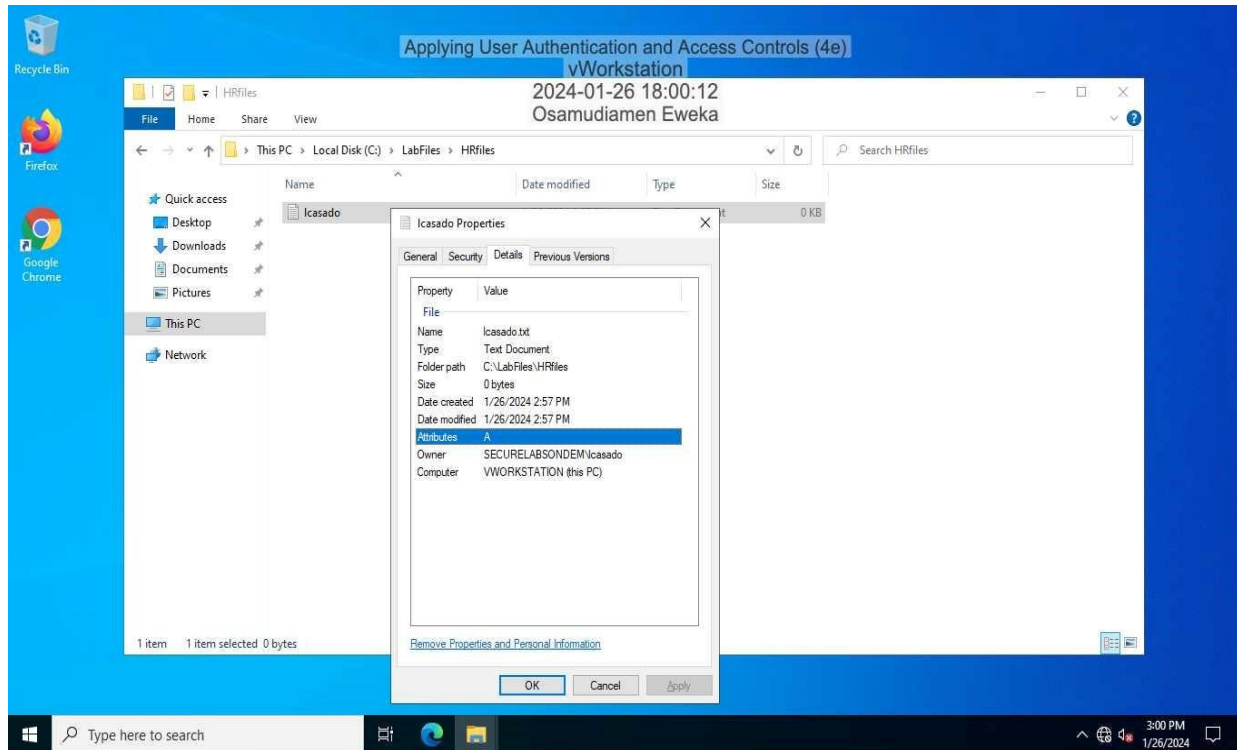 Recycle Bin
Firefox
Google
Chrome
Applying User Authentication and Access Controls (4e)
vWorkstation
2024-01-26 18:00:12
Osamudiamen Eweka
HRfiles
File Home Share View
This PC > Local Disk (C:) > LabFiles > HRfiles
Search HRfiles
Quick access
Desktop
Downloads
Documents
Pictures
This PC
Network
Name Date modified Type Size
lcasado 0 KB
lcasado Properties
General Security Details Previous Versions
Property Value
File
Name lcasado.txt
Type Text Document
Folder path C:\LabFiles\HRfiles
Size 0 bytes
Date created 1/26/2024 2:57 PM
Date modified 1/26/2024 2:57 PM
Attributes A
Owner SECURELABSONDEM\lcasado
Computer VWORKSTATION (this PC)
Remove Properties and Personal Information
OK Cancel Apply
1 item 1 item selected 0 bytes
Type here to search
3:00 PM
1/26/2024